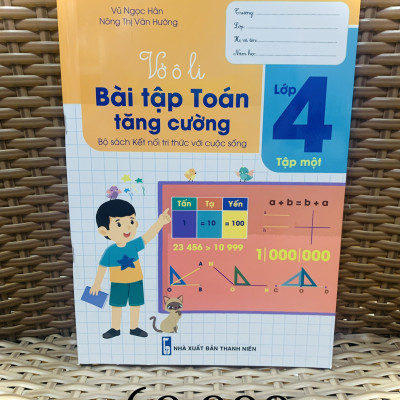 Vũ Ngọc Hân
Nông Thị Vân Hường
Trường:
Lớp:
Họ và tên:
Năm học:
Vở ô li
Bài tập Toán
tăng cường
Bộ sách Kết nối tri thức với cuộc sống
Lớp
4
Tập một
Tấn Tạ Yến
1 = 10 = 100
a + b = b + a
23 456 > 10 999
1 000 000
A
M
O B
C O D
NHÀ XUẤT BẢN THANH NIÊN